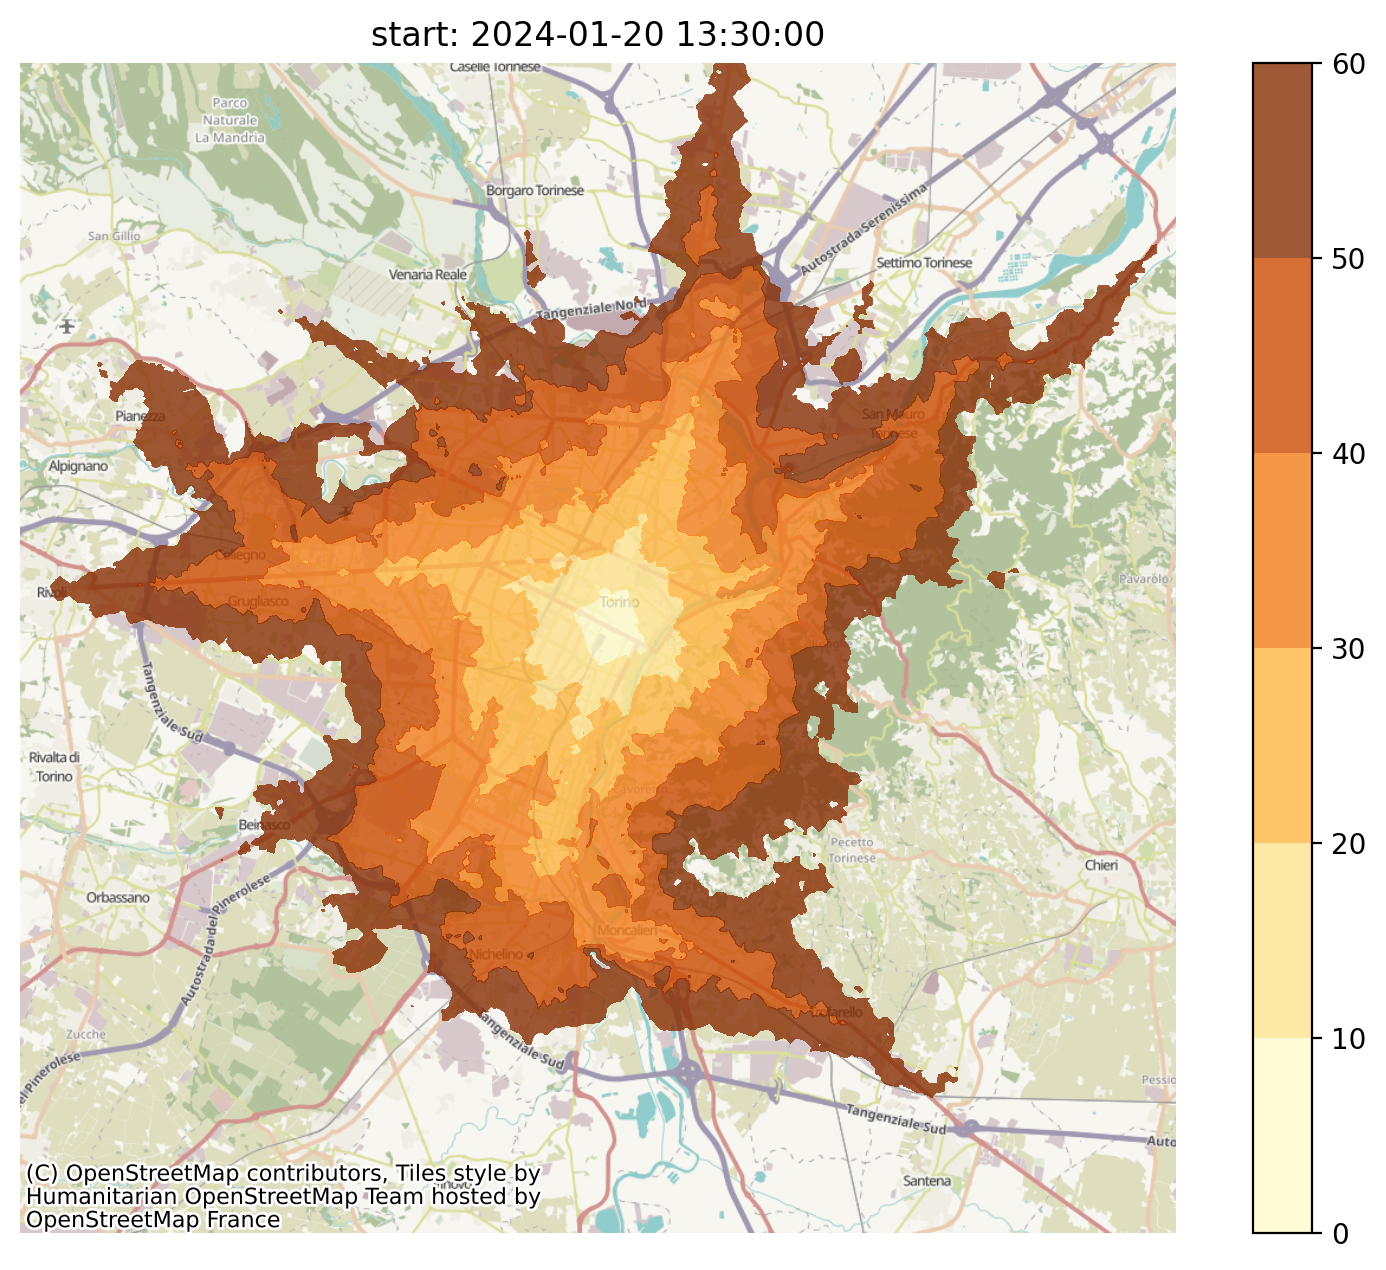 start: 2024-01-20 13:30:00
Caselle Torinese
Parco
Naturale
La Mandria
Borgaro Torinese
San Gillio
Autostrada Serenissima
Venaria Reale
Settimo Torinese
Tangenziale Nord
Pianezza
San Mauro
Torinese
Alpignano
Collegno
Pavarolo
Rivoli
Grugliasco
Torino
Tangenziale Sud
Rivalta di
Torino
Cavoretto
Beinasco
Pecetto
Torinese
Chieri
Orbassano
Autostrada del Pinerolese
Moncalieri
Nichelino
Zucche
ofarello
Tangenziale Sud
el Pinerolese
Pessio
Tangenziale Sud
Auto
Santena
(C) OpenStreetMap contributors, Tiles style by
Humanitarian OpenStreetMap Team hosted by
OpenStreetMap France
60
50
40
30
20
10
0